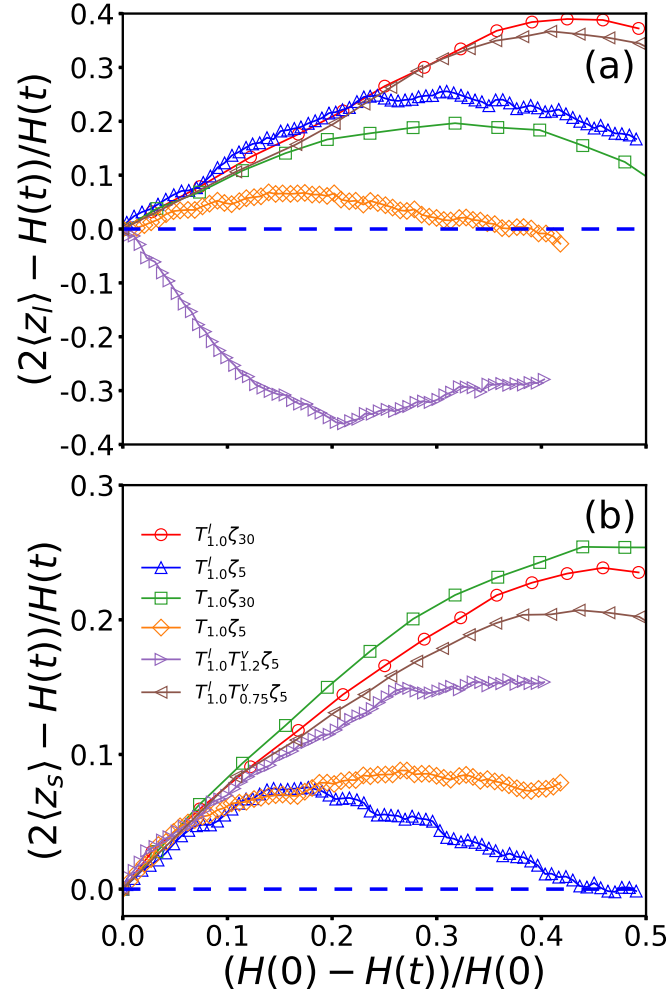 (2⟨z_l⟩ − H(t))/H(t)
0.4
0.3
0.2
0.1
0.0
-0.1
-0.2
-0.3
-0.4
(a)
(2⟨z_s⟩ − H(t))/H(t)
0.3
0.2
0.1
0.0
(b)
T^l_{1.0}ζ_{30}
T^l_{1.0}ζ_5
T_{1.0}ζ_{30}
T_{1.0}ζ_5
T^l_{1.0}T^v_{1.2}ζ_5
T^l_{1.0}T^v_{0.75}ζ_5
0.0 0.1 0.2 0.3 0.4 0.5
(H(0) − H(t))/H(0)